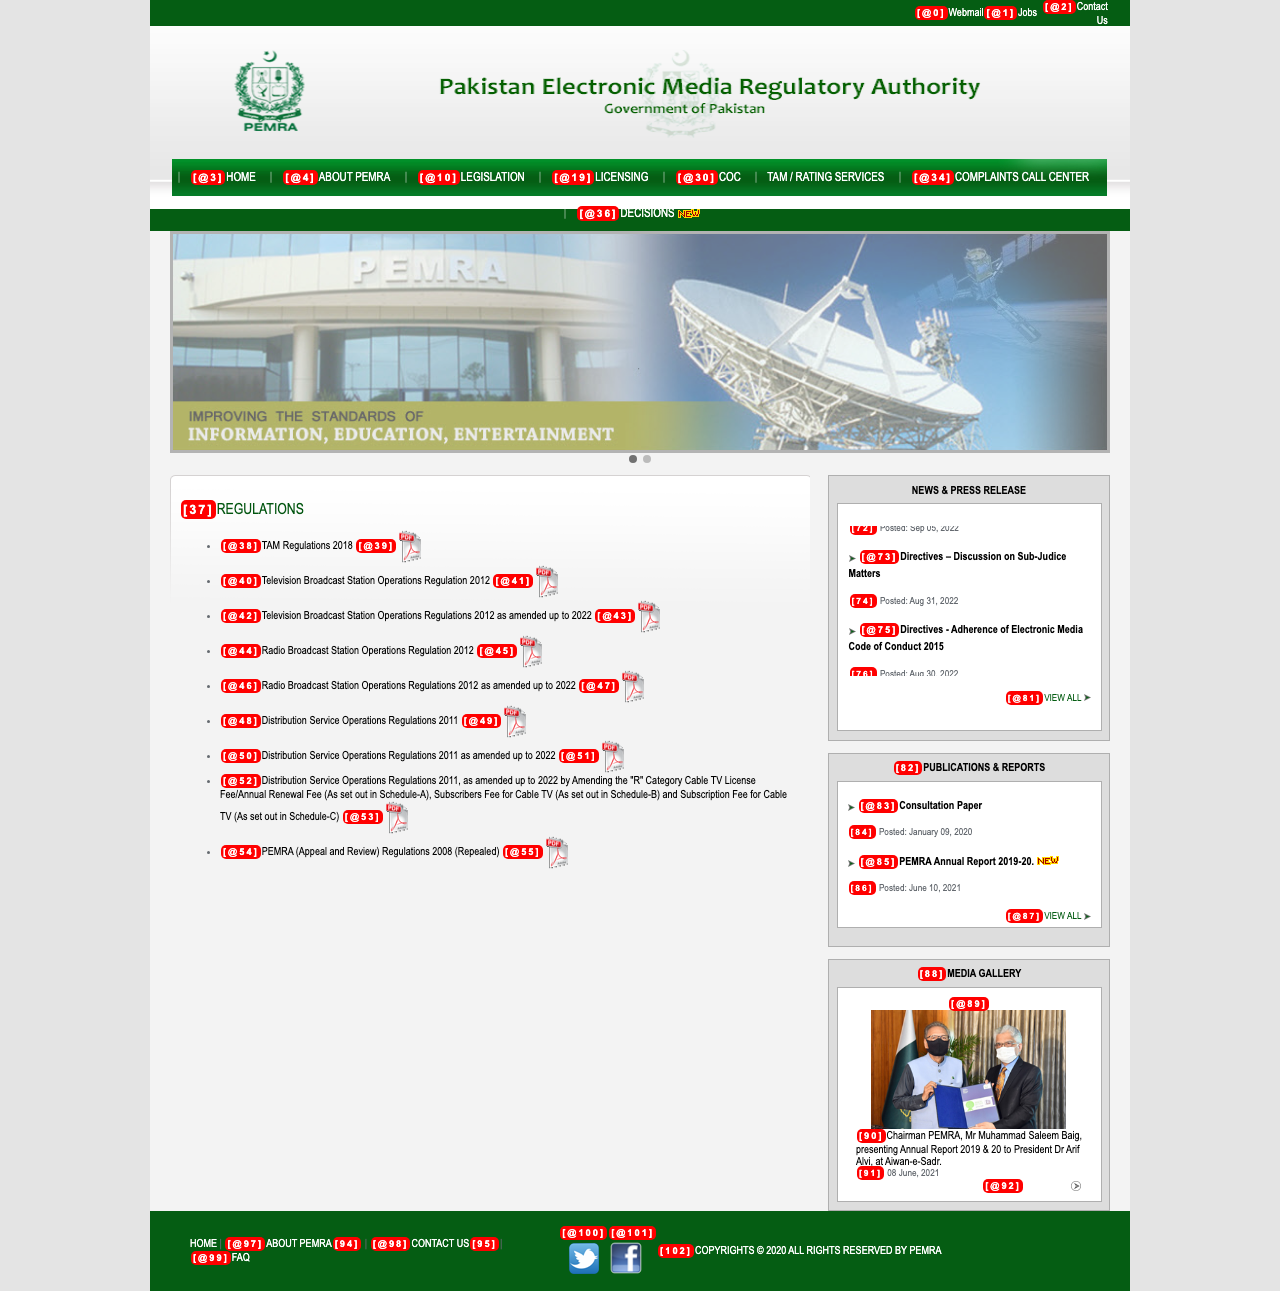 [@0] Webmail [@1] Jobs [@2] Contact
Us
PEMRA
Pakistan Electronic Media Regulatory Authority
Government of Pakistan
| [@3] HOME | [@4] ABOUT PEMRA | [@10] LEGISLATION | [@19] LICENSING | [@30] COC | TAM / RATING SERVICES | [@34] COMPLAINTS CALL CENTER
| [@36] DECISIONS NEW
PEMRA
IMPROVING THE STANDARDS OF
INFORMATION, EDUCATION, ENTERTAINMENT
[37] REGULATIONS
[@38] TAM Regulations 2018 [@39] PDF
[@40] Television Broadcast Station Operations Regulation 2012 [@41] PDF
[@42] Television Broadcast Station Operations Regulations 2012 as amended up to 2022 [@43] PDF
[@44] Radio Broadcast Station Operations Regulation 2012 [@45] PDF
[@46] Radio Broadcast Station Operations Regulations 2012 as amended up to 2022 [@47] PDF
[@48] Distribution Service Operations Regulations 2011 [@49] PDF
[@50] Distribution Service Operations Regulations 2011 as amended up to 2022 [@51] PDF
[@52] Distribution Service Operations Regulations 2011, as amended up to 2022 by Amending the "R" Category Cable TV License
Fee/Annual Renewal Fee (As set out in Schedule-A), Subscribers Fee for Cable TV (As set out in Schedule-B) and Subscription Fee for Cable
TV (As set out in Schedule-C) [@53] PDF
[@54] PEMRA (Appeal and Review) Regulations 2008 (Repealed) [@55] PDF
NEWS & PRESS RELEASE
[72] Posted: Sep 05, 2022
[@73] Directives – Discussion on Sub-Judice
Matters
[74] Posted: Aug 31, 2022
[@75] Directives - Adherence of Electronic Media
Code of Conduct 2015
[76] Posted: Aug 30, 2022
[@81] VIEW ALL
[82] PUBLICATIONS & REPORTS
[@83] Consultation Paper
[84] Posted: January 09, 2020
[@85] PEMRA Annual Report 2019-20. NEW
[86] Posted: June 10, 2021
[@87] VIEW ALL
[88] MEDIA GALLERY
[@89]
[90] Chairman PEMRA, Mr Muhammad Saleem Baig,
presenting Annual Report 2019 & 20 to President Dr Arif
Alvi, at Aiwan-e-Sadr.
[91] 08 June, 2021
[@92]
HOME | [@97] ABOUT PEMRA [94] | [@98] CONTACT US [95] |
[@99] FAQ
[@100] [@101]
[102] COPYRIGHTS © 2020 ALL RIGHTS RESERVED BY PEMRA